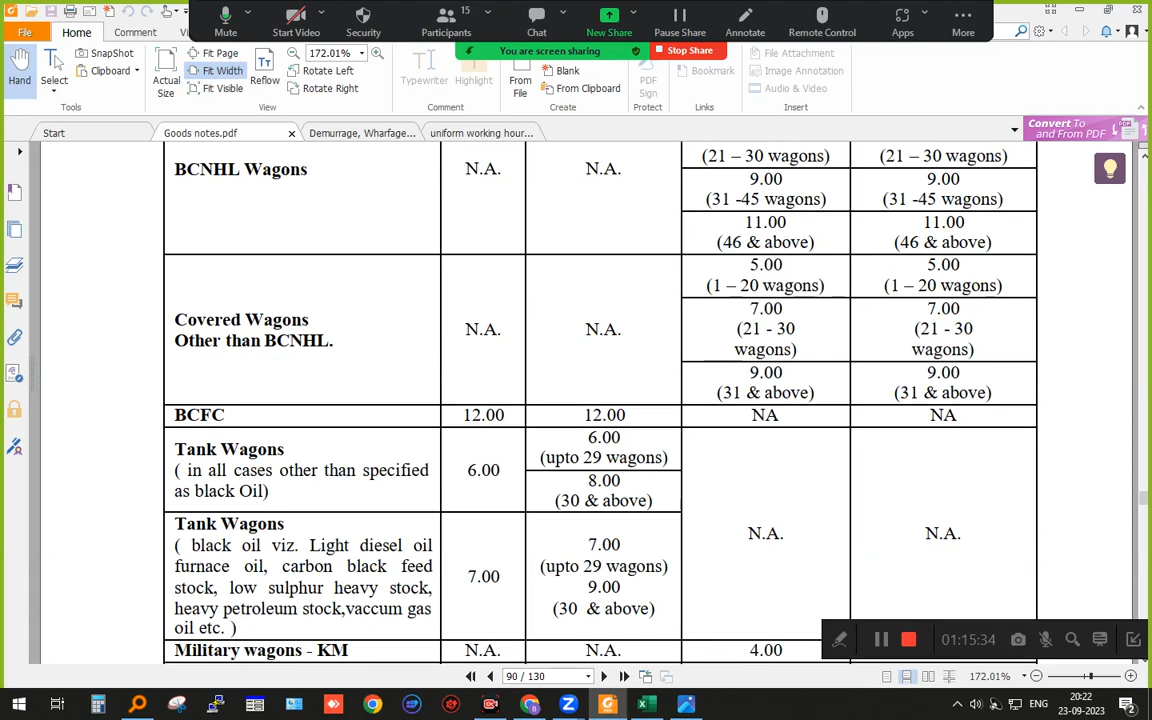 Mute
Start Video
Security
15
Participants
Chat
New Share
Pause Share
Annotate
Remote Control
Apps
More
You are screen sharing
Stop Share
File
Home
Comment
Vi
Hand
Select
SnapShot
Clipboard
Tools
Actual
Size
Fit Page
Fit Width
Fit Visible
Reflow
172.01%
Rotate Left
Rotate Right
View
Typewriter
Highlight
Comment
From
File
Blank
From Clipboard
Create
PDF
Sign
Protect
Bookmark
Links
File Attachment
Image Annotation
Audio & Video
Insert
Start
Goods notes.pdf
Demurrage, Wharfage...
uniform working hour...
Convert To
and From PDF
BCNHL Wagons
N.A.
N.A.
(21 – 30 wagons)
(21 – 30 wagons)
9.00
(31 -45 wagons)
9.00
(31 -45 wagons)
11.00
(46 & above)
11.00
(46 & above)
Covered Wagons
Other than BCNHL.
N.A.
N.A.
5.00
(1 – 20 wagons)
5.00
(1 – 20 wagons)
7.00
(21 - 30
wagons)
7.00
(21 - 30
wagons)
9.00
(31 & above)
9.00
(31 & above)
BCFC
12.00
12.00
NA
NA
Tank Wagons
( in all cases other than specified
as black Oil)
6.00
6.00
(upto 29 wagons)
8.00
(30 & above)
Tank Wagons
( black oil viz. Light diesel oil
furnace oil, carbon black feed
stock, low sulphur heavy stock,
heavy petroleum stock,vaccum gas
oil etc. )
7.00
7.00
(upto 29 wagons)
9.00
(30 & above)
N.A.
N.A.
Military wagons - KM
N.A.
N.A.
4.00
01:15:34
90 / 130
172.01%
ENG
20:22
23-09-2023
2